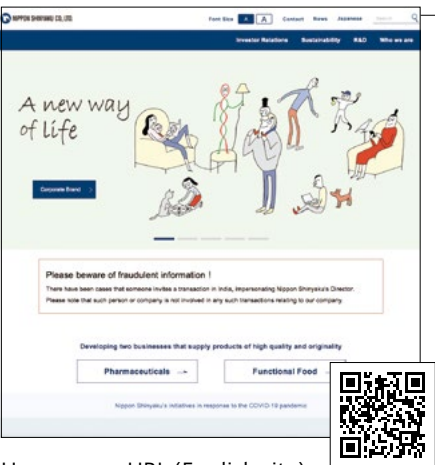 NIPPON SHINYAKU CO., LTD.
Font Size A A Contact News Japanese Search
Investor Relations Sustainability R&D Who we are
A new way
of life
Corporate Brand
Please beware of fraudulent information !
There have been cases that someone invites a transaction in India, impersonating Nippon Shinyaku's Director.
Please note that such person or company is not involved in any such transactions relating to our company.
Developing two businesses that supply products of high quality and originality
Pharmaceuticals
Functional Food
Nippon Shinyaku's initiatives in response to the COVID-19 pandemic
URL (English site)